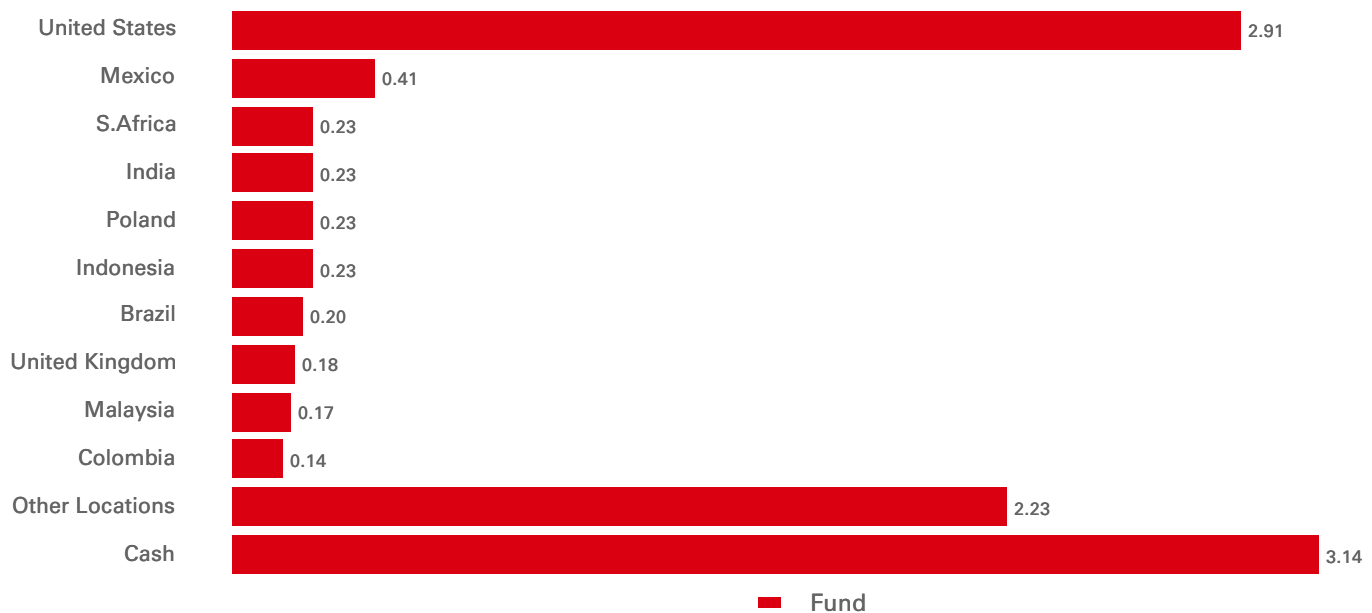 United States 2.91
Mexico 0.41
S.Africa 0.23
India 0.23
Poland 0.23
Indonesia 0.23
Brazil 0.20
United Kingdom 0.18
Malaysia 0.17
Colombia 0.14
Other Locations 2.23
Cash 3.14
Fund